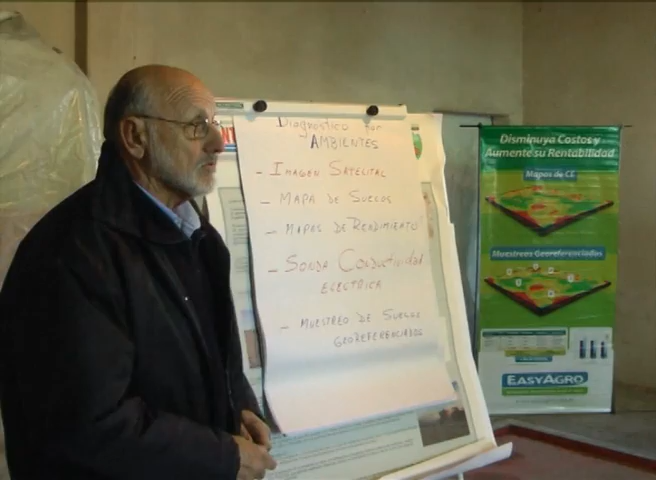 Diagnóstico por
AMBIENTES
- IMAGEN SATELITAL
- MAPA DE SUELOS
- MAPAS DE RENDIMIENTO
- SONDA CONDUCTIVIDAD
ELECTRICA
- MUESTREO DE SUELOS
GEOREFERENCIADOS
Disminuya Costos y
Aumente su Rentabilidad
Mapas de CE
Muestreos Georeferenciados
EASYAGRO